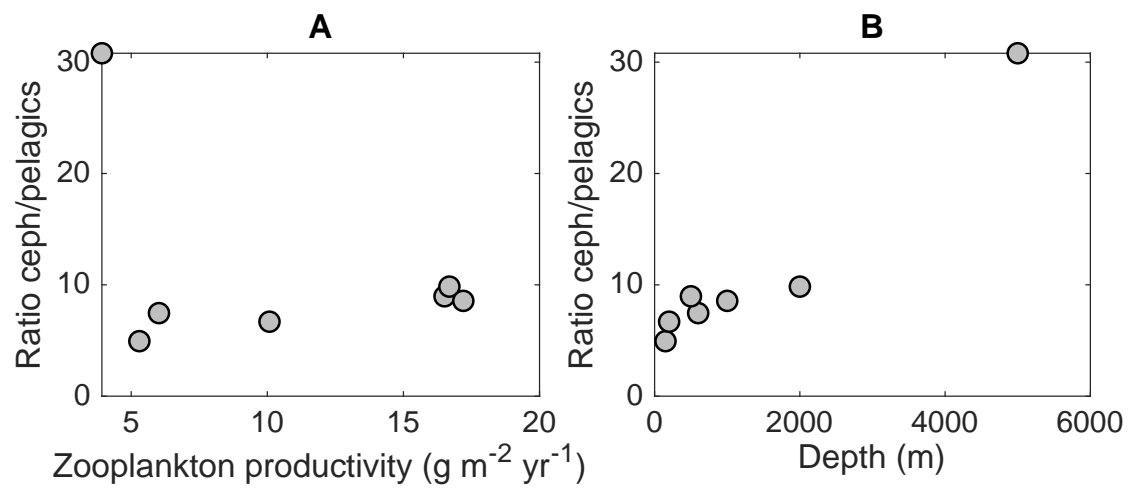 A
Ratio ceph/pelagics
30
20
10
0
5
10
15
20
Zooplankton productivity (g m⁻² yr⁻¹)
B
Ratio ceph/pelagics
30
20
10
0
0
2000
4000
6000
Depth (m)